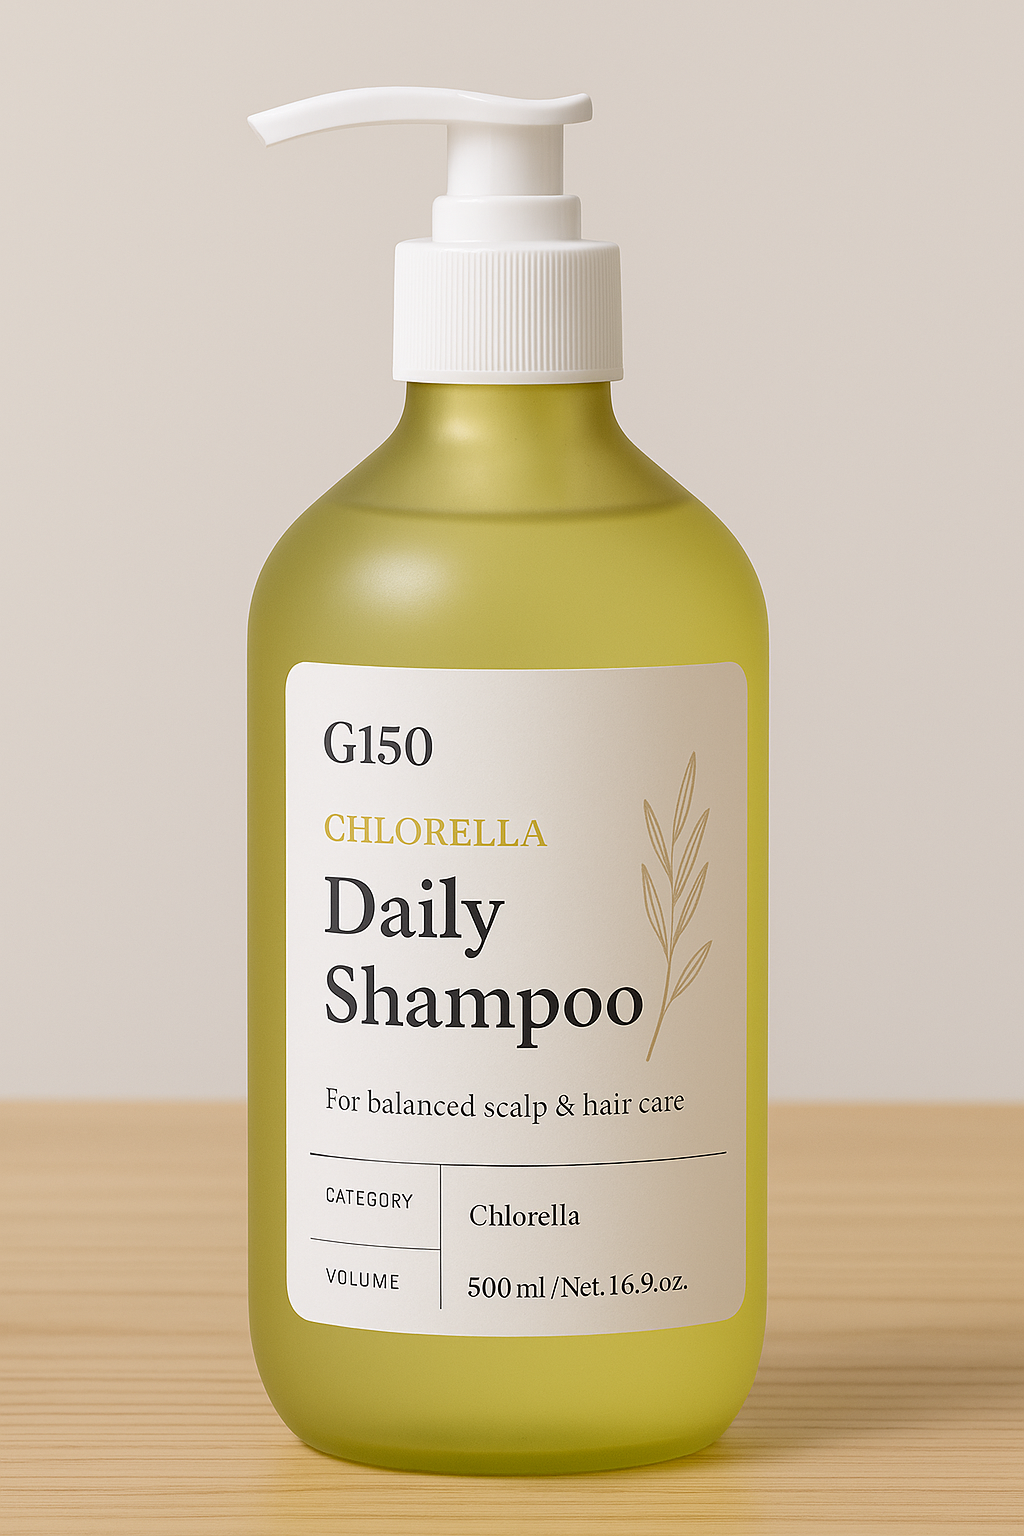 G150
CHLORELLA
Daily
Shampoo
For balanced scalp & hair care
CATEGORY
Chlorella
VOLUME
500 ml /Net. 16.9.oz.